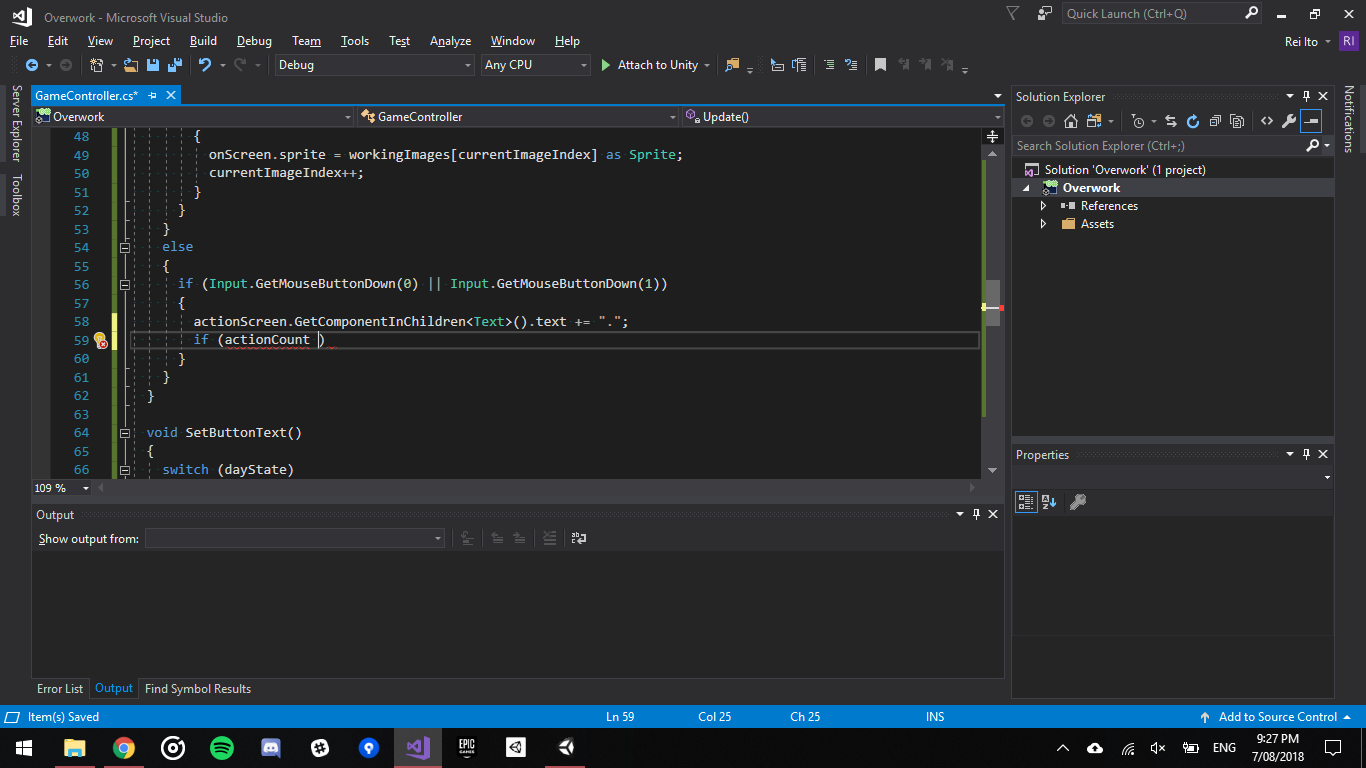 Overwork - Microsoft Visual Studio
Quick Launch (Ctrl+Q)
File Edit View Project Build Debug Team Tools Test Analyze Window Help
Rei Ito RI
Debug Any CPU Attach to Unity
Server Explorer
Toolbox
GameController.cs*
Overwork GameController Update()
48 {
49 onScreen.sprite = workingImages[currentImageIndex] as Sprite;
50 currentImageIndex++;
51 }
52 }
53 }
54 else
55 {
56 if (Input.GetMouseButtonDown(0) || Input.GetMouseButtonDown(1))
57 {
58 actionScreen.GetComponentInChildren<Text>().text += ".";
59 if (actionCount )
60 }
61 }
62 }
63
64 void SetButtonText()
65 {
66 switch (dayState)
109 %
Output
Show output from:
Error List Output Find Symbol Results
Solution Explorer
Search Solution Explorer (Ctrl+;)
Solution 'Overwork' (1 project)
Overwork
References
Assets
Properties
Notifications
Item(s) Saved Ln 59 Col 25 Ch 25 INS Add to Source Control
EPIC GAMES
ENG
9:27 PM
7/08/2018